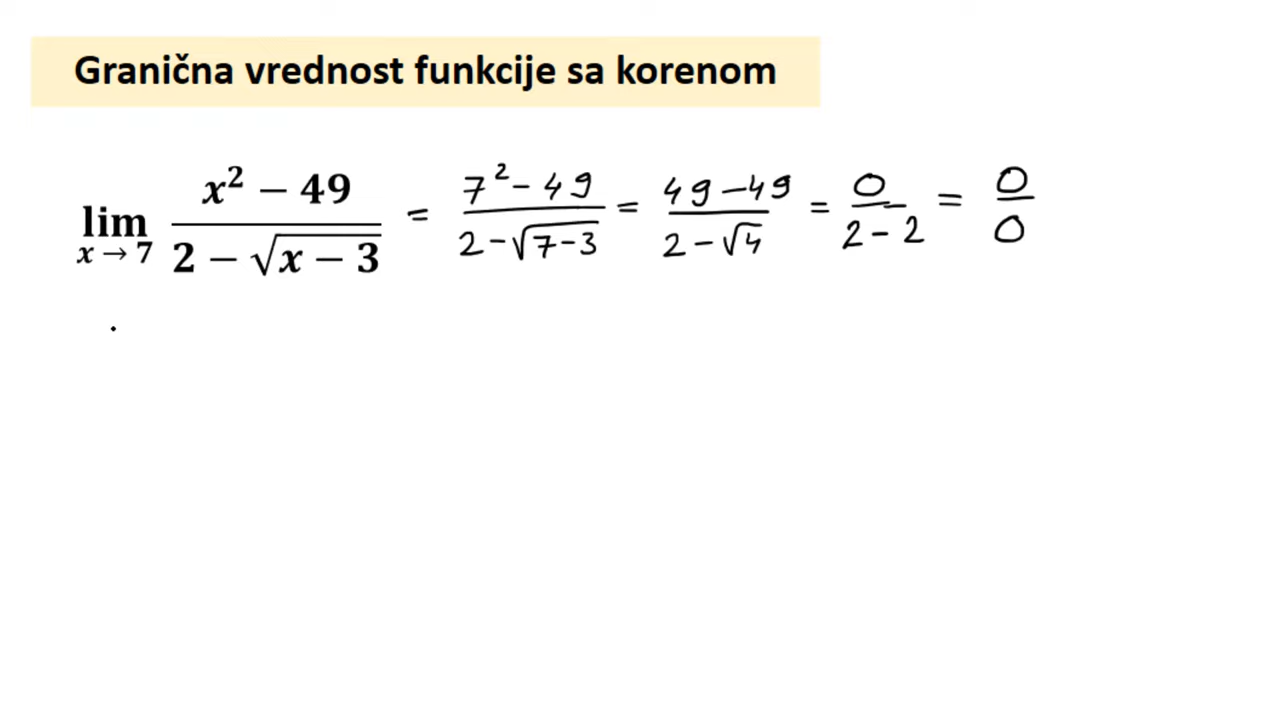 Granična vrednost funkcije sa korenom
lim x → 7 (x² − 49)/(2 − √(x − 3)) = (7² − 49)/(2 − √(7 − 3)) = (49 − 49)/(2 − √4) = 0/(2 − 2) = 0/0